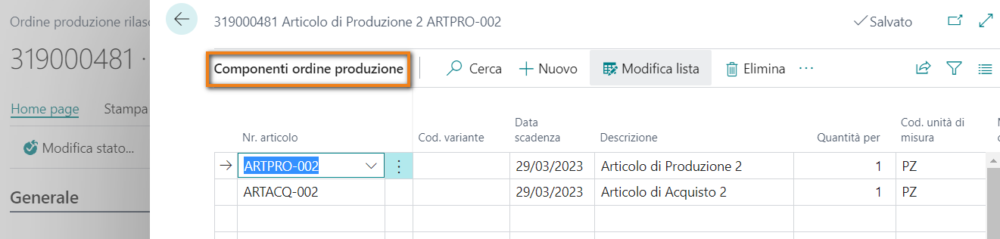 Ordine produzione rilasc
319000481 ·
Home page Stampa
Modifica stato...
Generale
319000481 Articolo di Produzione 2 ARTPRO-002
Salvato
Componenti ordine produzione
Cerca
Nuovo
Modifica lista
Elimina
Nr. articolo Cod. variante Data scadenza Descrizione Quantità per Cod. unità di misura
ARTPRO-002 29/03/2023 Articolo di Produzione 2 1 PZ
ARTACQ-002 29/03/2023 Articolo di Acquisto 2 1 PZ